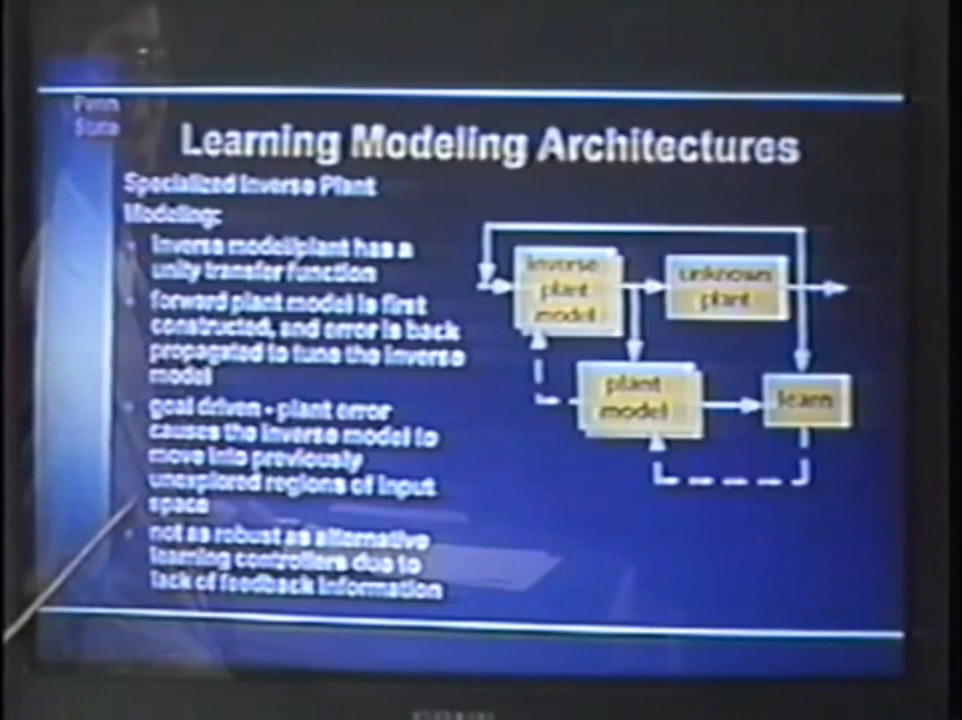 Penn
State
Learning Modeling Architectures
Specialized Inverse Plant
Modeling:
inverse model/plant has a
unity transfer function
forward plant model is first
constructed, and error is back
propagated to tune the inverse
model
goal driven - plant error
causes the inverse model to
move into previously
unexplored regions of input
space
not as robust as alternative
learning controllers due to
lack of feedback information
inverse
plant
model
unknown
plant
plant
model
learn